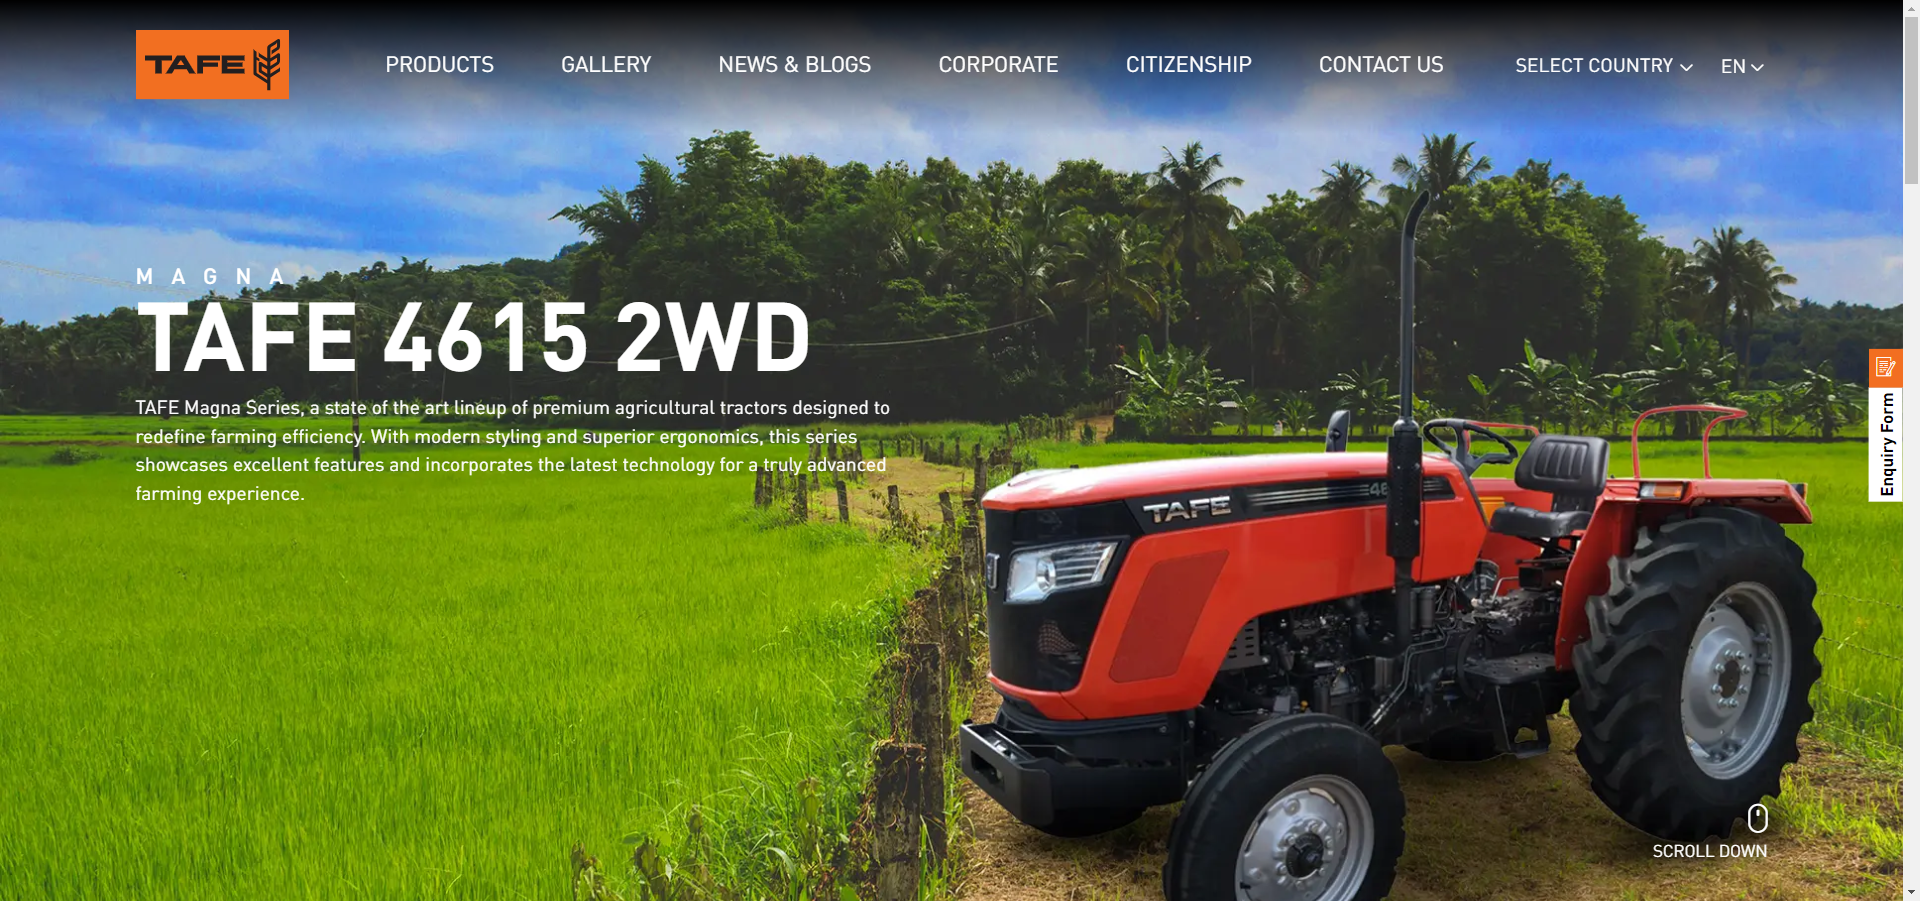 TAFE
PRODUCTS
GALLERY
NEWS & BLOGS
CORPORATE
CITIZENSHIP
CONTACT US
SELECT COUNTRY
EN
MAGNA
TAFE 4615 2WD
TAFE Magna Series, a state of the art lineup of premium agricultural tractors designed to
redefine farming efficiency. With modern styling and superior ergonomics, this series
showcases excellent features and incorporates the latest technology for a truly advanced
farming experience.
Enquiry Form
TAFE
SCROLL DOWN